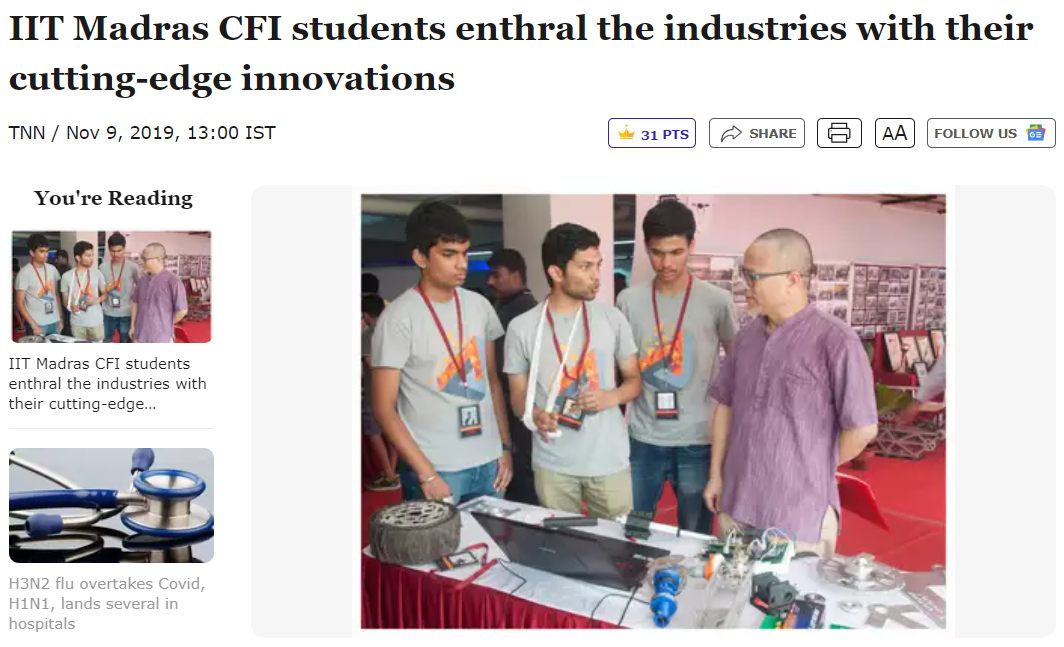 IIT Madras CFI students enthral the industries with their
cutting-edge innovations
TNN / Nov 9, 2019, 13:00 IST
31 PTS
SHARE
AA
FOLLOW US
GE
You're Reading
IIT Madras CFI students
enthral the industries with
their cutting-edge...
H3N2 flu overtakes Covid,
H1N1, lands several in
hospitals